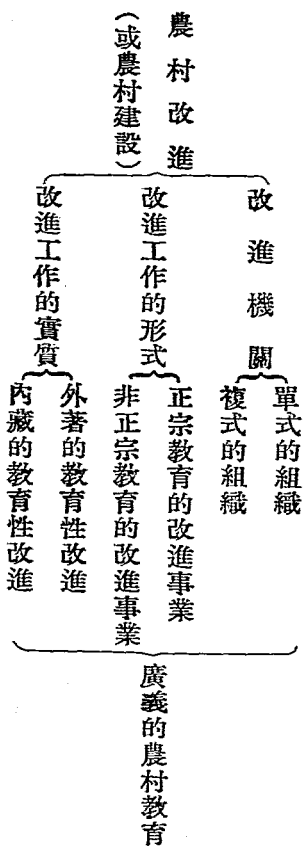 農村改進
（或農村建設）
改進機關
單式的組織
複式的組織
改進工作的形式
正宗教育的改進事業
非正宗教育的改進事業
改進工作的實質
外著的教育性改進
內藏的教育性改進
廣義的農村教育